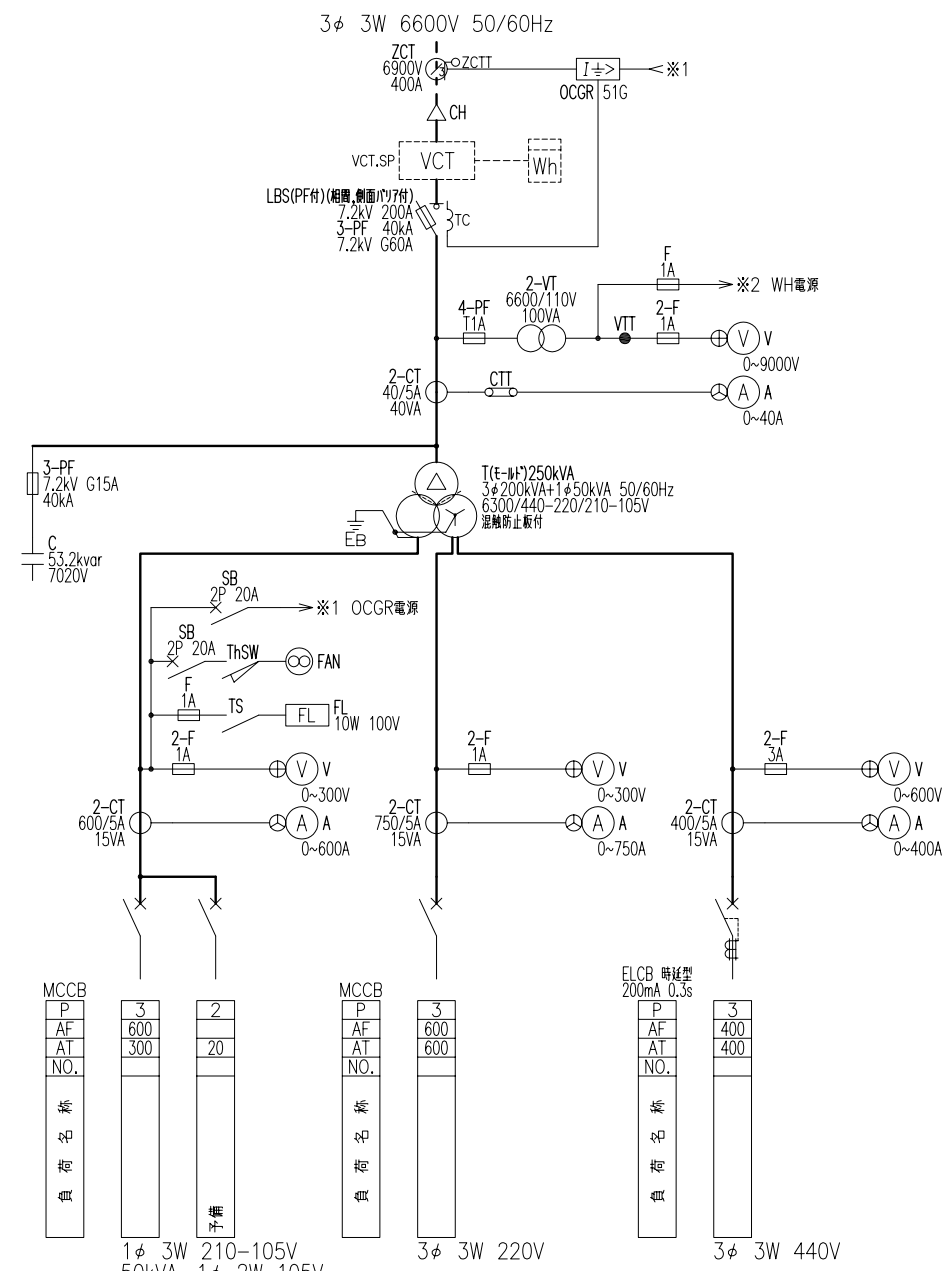 3φ 3W 6600V 50/60Hz
ZCT
6900V
400A
ZCTT
3
I ⏚>
※1
OCGR 51G
CH
VCT.SP
VCT
Wh
LBS(PF付)(相間,側面バリア付)
7.2kV 200A
3-PF 40kA
7.2kV G60A
TC
F
1A
※2 WH電源
2-VT
6600/110V
100VA
4-PF
T1A
VTT
2-F
1A
V
V
0~9000V
2-CT
40/5A
40VA
CTT
A
A
0~40A
3-PF
7.2kV G15A
40kA
T(モールド)250kVA
3φ200kVA+1φ50kVA 50/60Hz
6300/440-220/210-105V
混触防止板付
EB
C
53.2kvar
7020V
SB
2P 20A
※1 OCGR電源
SB
2P 20A
ThSW
FAN
F
1A
TS
FL
FL
10W 100V
2-F
1A
V
V
0~300V
2-F
1A
V
V
0~300V
2-F
3A
V
V
0~600V
2-CT
600/5A
15VA
A
A
0~600A
2-CT
750/5A
15VA
A
A
0~750A
2-CT
400/5A
15VA
A
A
0~400A
MCCB
P 3 2
AF 600
AT 300 20
NO.
負荷名称
予備
1φ 3W 210-105V
50kVA 1φ 2W 105V
MCCB
P 3
AF 600
AT 600
NO.
負荷名称
3φ 3W 220V
ELCB 時延型
200mA 0.3s
P 3
AF 400
AT 400
NO.
負荷名称
3φ 3W 440V